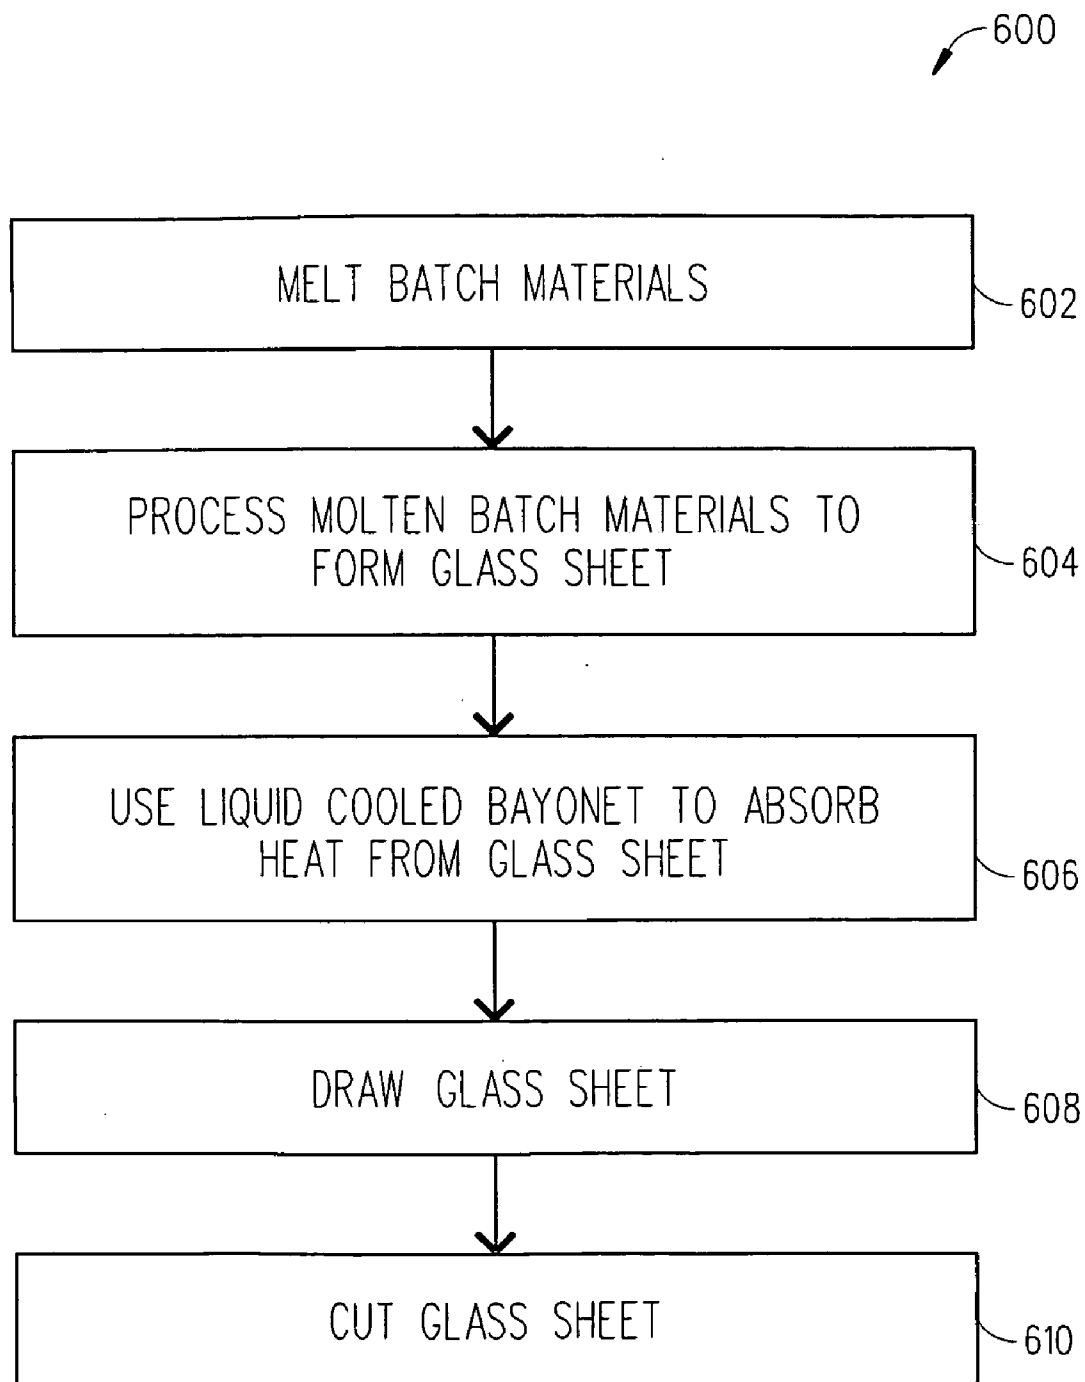 600
MELT BATCH MATERIALS
602
PROCESS MOLTEN BATCH MATERIALS TO
FORM GLASS SHEET
604
USE LIQUID COOLED BAYONET TO ABSORB
HEAT FROM GLASS SHEET
606
DRAW GLASS SHEET
608
CUT GLASS SHEET
610